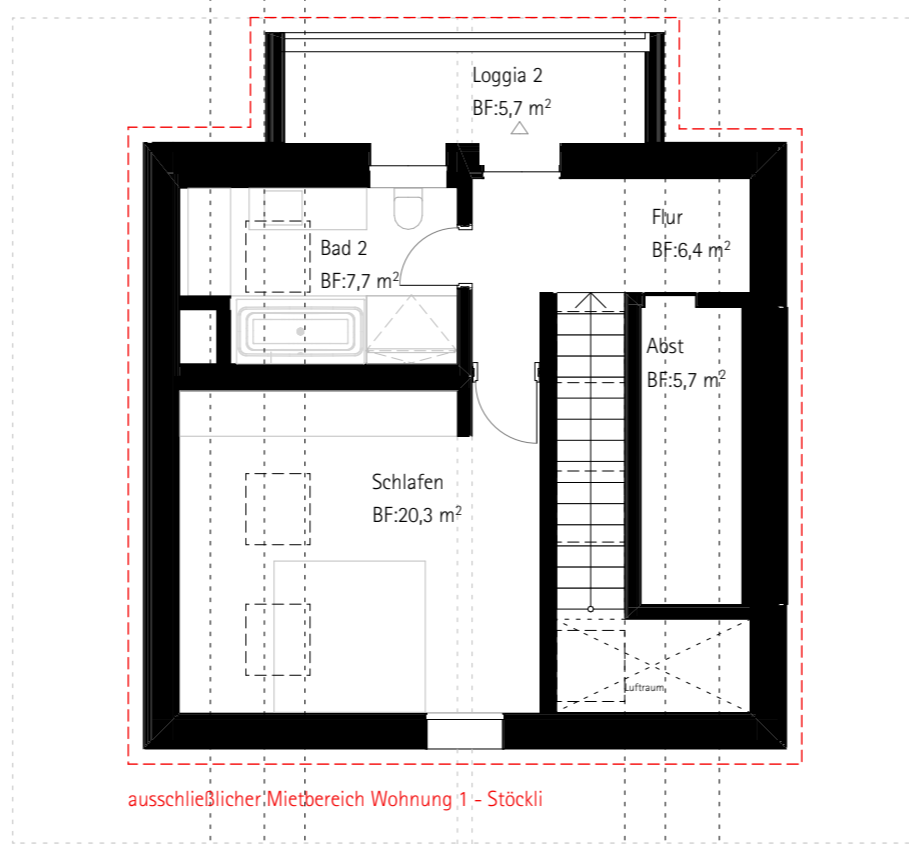 Loggia 2
BF:5,7 m²
Flur
BF:6,4 m²
Bad 2
BF:7,7 m²
Abst
BF:5,7 m²
Schlafen
BF:20,3 m²
Luftraum
ausschließlicher Mietbereich Wohnung 1 - Stöckli